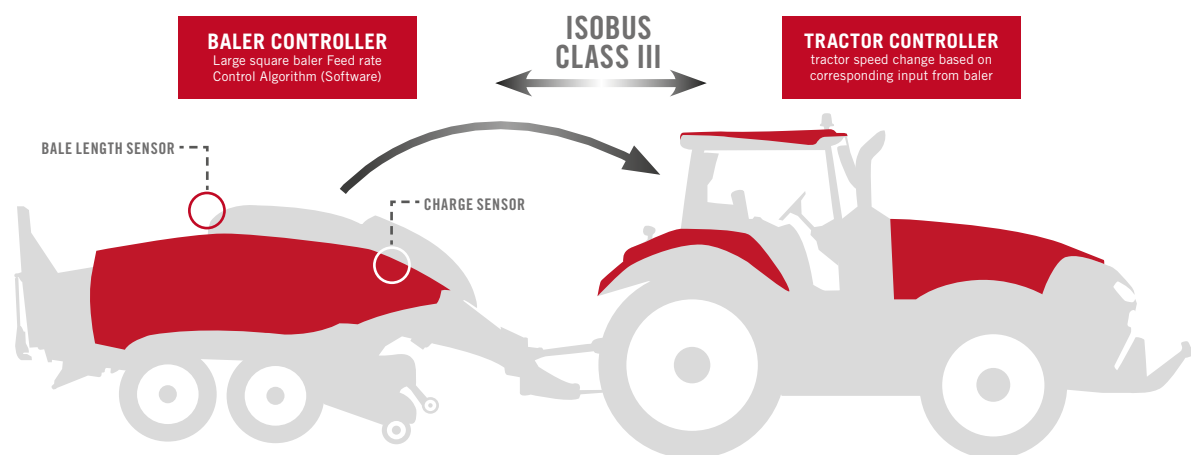 BALER CONTROLLER
Large square baler Feed rate
Control Algorithm (Software)
ISOBUS
CLASS III
TRACTOR CONTROLLER
tractor speed change based on
corresponding input from baler
BALE LENGTH SENSOR
CHARGE SENSOR